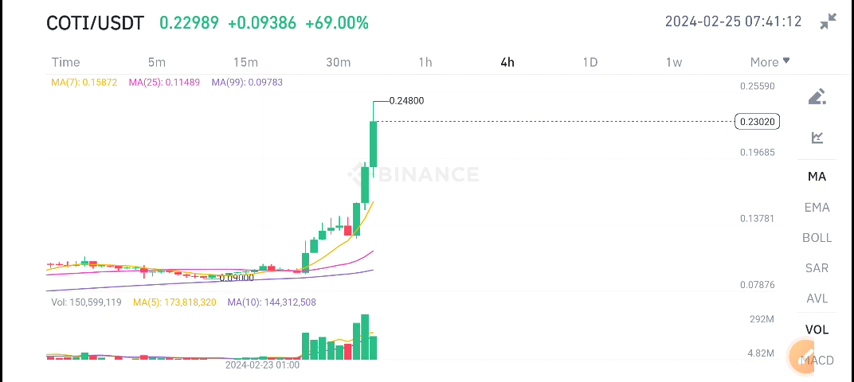 COTI/USDT 0.22989 +0.09386 +69.00% 2024-02-25 07:41:12
Time 5m 15m 30m 1h 4h 1D 1w More
MA(7): 0.15872 MA(25): 0.11489 MA(99): 0.09783
0.25590
0.24800
0.23020
0.19685
BINANCE
0.13781
0.09000
0.07876
Vol: 150,599,119 MA(5): 173,818,320 MA(10): 144,312,508
292M
4.82M
2024-02-23 01:00
MA
EMA
BOLL
SAR
AVL
VOL
MACD